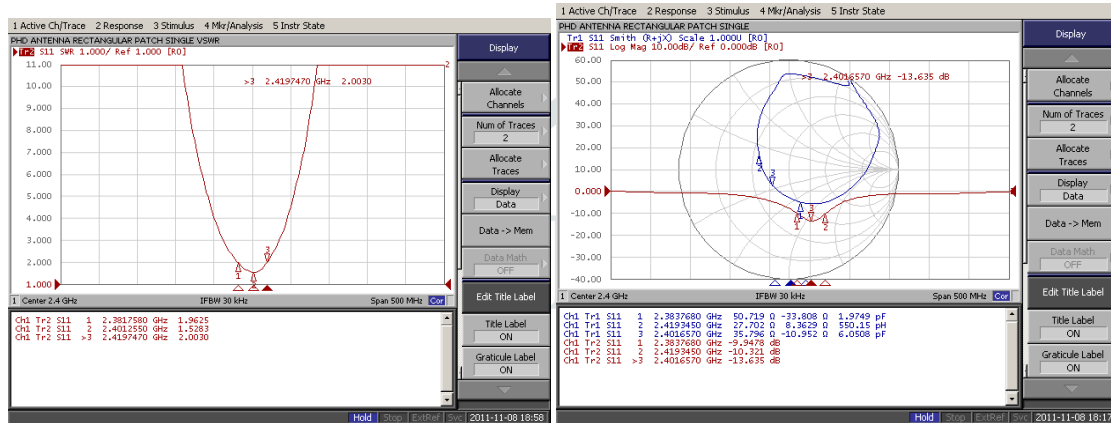 1 Active Ch/Trace 2 Response 3 Stimulus 4 Mkr/Analysis 5 Instr State
PHD ANTENNA RECTANGULAR PATCH SINGLE VSWR
Tr2 S11 SWR 1.000/ Ref 1.000 [R0]
11.00
2
>3 2.4197470 GHz 2.0030
10.00
9.000
8.000
7.000
6.000
5.000
4.000
3.000
2.000
1.000
1
2
3
1 Center 2.4 GHz IFBW 30 kHz Span 500 MHz Cor
Ch1 Tr2 S11 1 2.3817580 GHz 1.9625
Ch1 Tr2 S11 2 2.4012550 GHz 1.5283
Ch1 Tr2 S11 >3 2.4197470 GHz 2.0030
Display
Allocate
Channels
Num of Traces
2
Allocate
Traces
Display
Data
Data -> Mem
Data Math
OFF
Edit Title Label
Title Label
ON
Graticule Label
ON
Hold Stop ExtRef Svc 2011-11-08 18:58
1 Active Ch/Trace 2 Response 3 Stimulus 4 Mkr/Analysis 5 Instr State
PHD ANTENNA RECTANGULAR PATCH SINGLE
Tr1 S11 Smith (R+jX) Scale 1.000U [R0]
Tr2 S11 Log Mag 10.00dB/ Ref 0.000dB [R0]
60.00
>3 2.4016570 GHz -13.635 dB
50.00
40.00
30.00
20.00
10.00
0.000
-10.00
-20.00
-30.00
-40.00
2
3
1
3
1
2
1 Center 2.4 GHz IFBW 30 kHz Span 500 MHz Cor
Ch1 Tr1 S11 1 2.3837680 GHz 50.719 Ω -33.808 Ω 1.9749 pF
Ch1 Tr1 S11 2 2.4193450 GHz 27.702 Ω 8.3629 Ω 550.15 pH
Ch1 Tr1 S11 3 2.4016570 GHz 35.796 Ω -10.952 Ω 6.0508 pF
Ch1 Tr2 S11 1 2.3837680 GHz -9.9478 dB
Ch1 Tr2 S11 2 2.4193450 GHz -10.321 dB
Ch1 Tr2 S11 >3 2.4016570 GHz -13.635 dB
Display
Allocate
Channels
Num of Traces
2
Allocate
Traces
Display
Data
Data -> Mem
Data Math
OFF
Edit Title Label
Title Label
ON
Graticule Label
ON
Hold Stop ExtRef Svc 2011-11-08 18:17